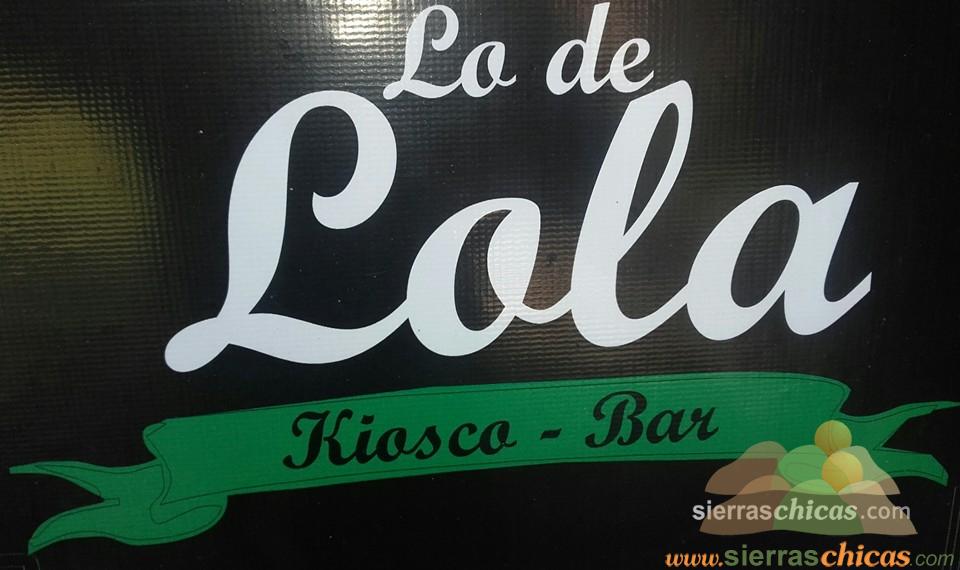 Lo de
Lola
Kiosco - Bar
sierraschicas.com
www.sierraschicas.com